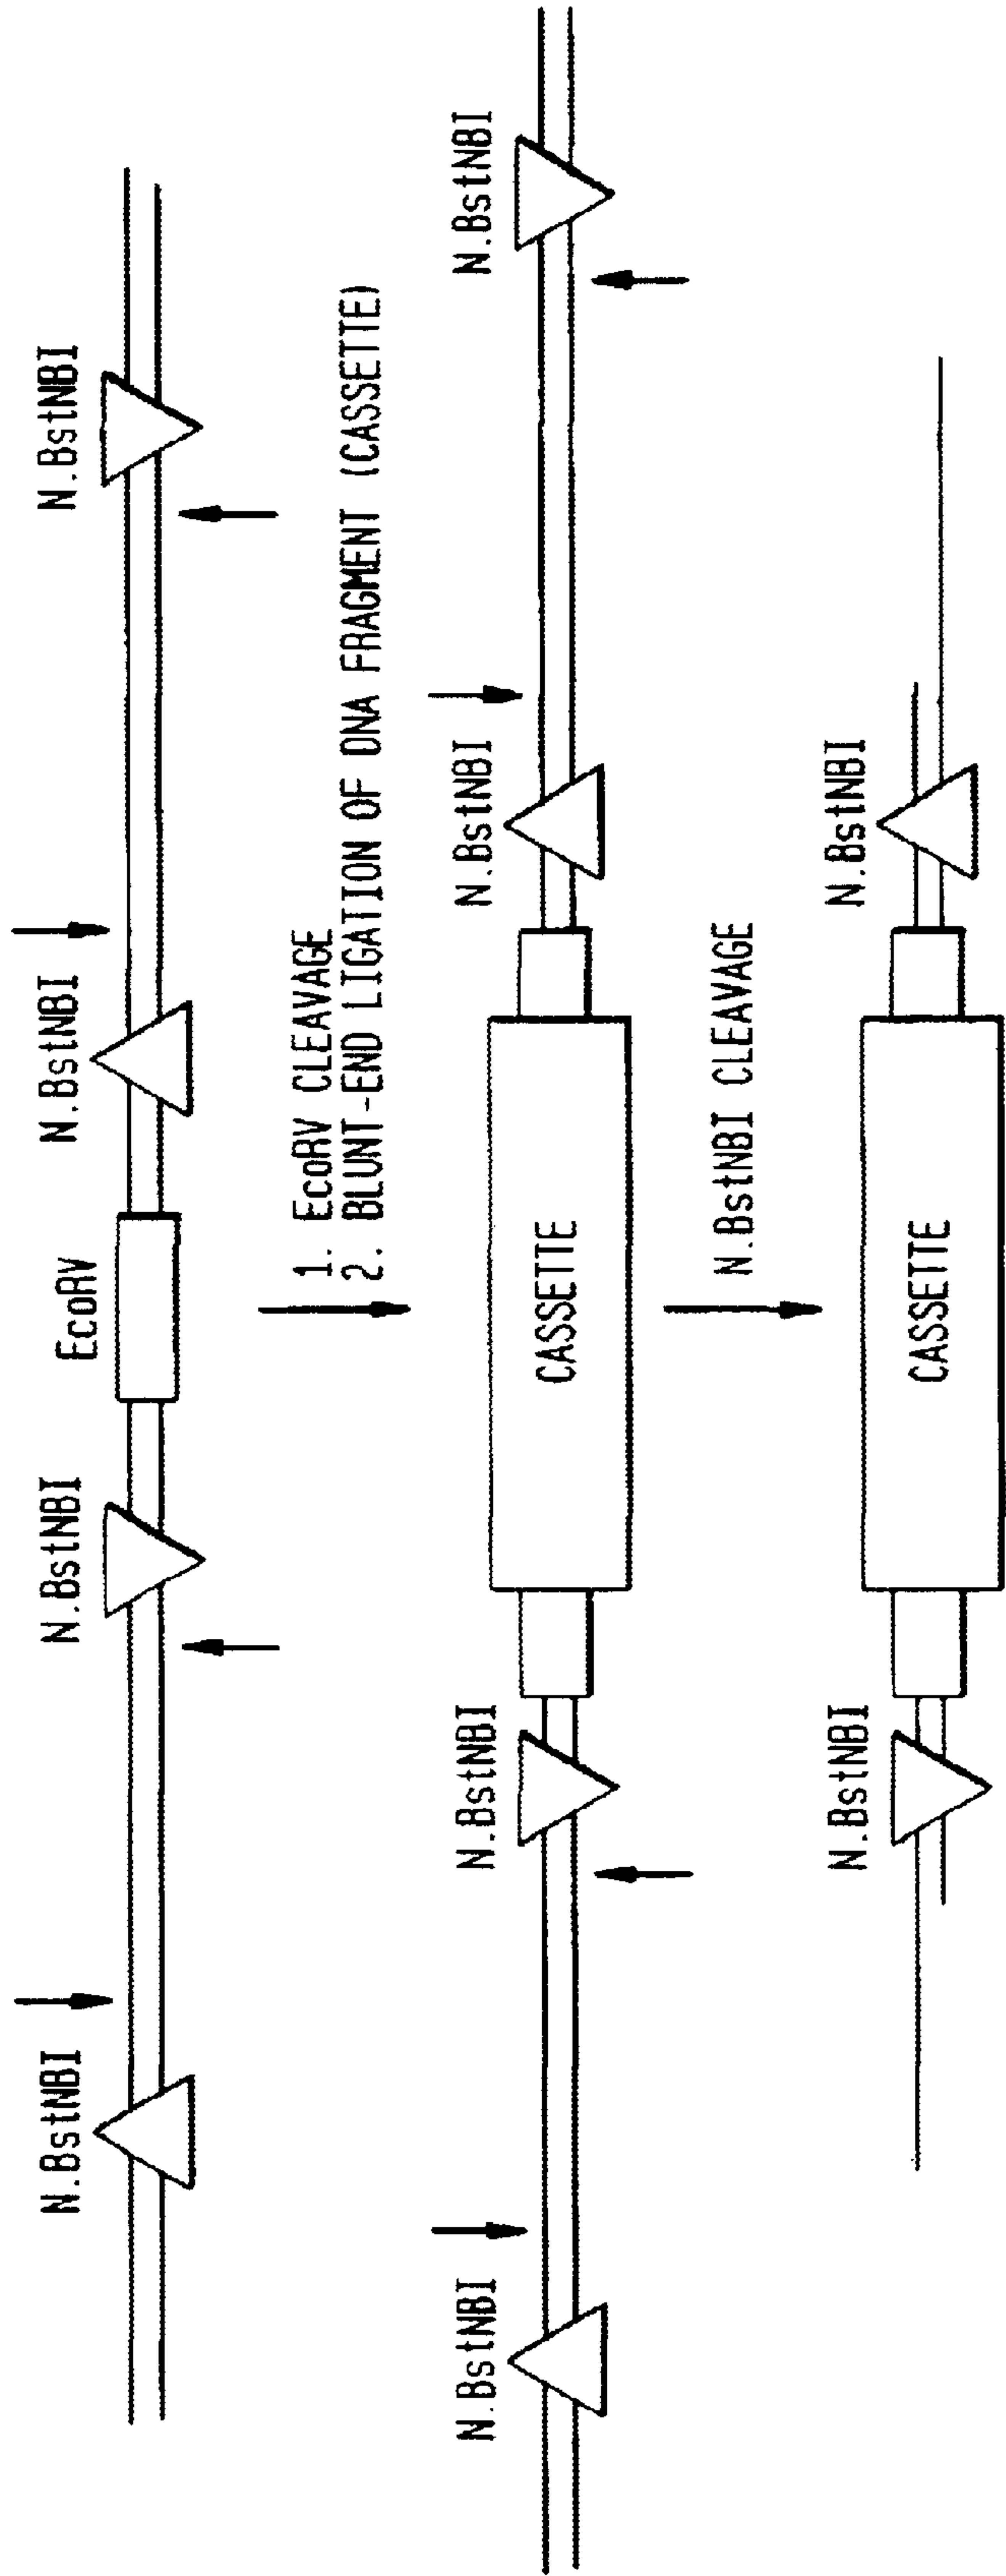 N.BstNBI
N.BstNBI
EcoRV
N.BstNBI
N.BstNBI
1. EcoRV CLEAVAGE
2. BLUNT-END LIGATION OF DNA FRAGMENT (CASSETTE)
N.BstNBI
N.BstNBI
CASSETTE
N.BstNBI
N.BstNBI
N.BstNBI CLEAVAGE
N.BstNBI
CASSETTE
N.BstNBI